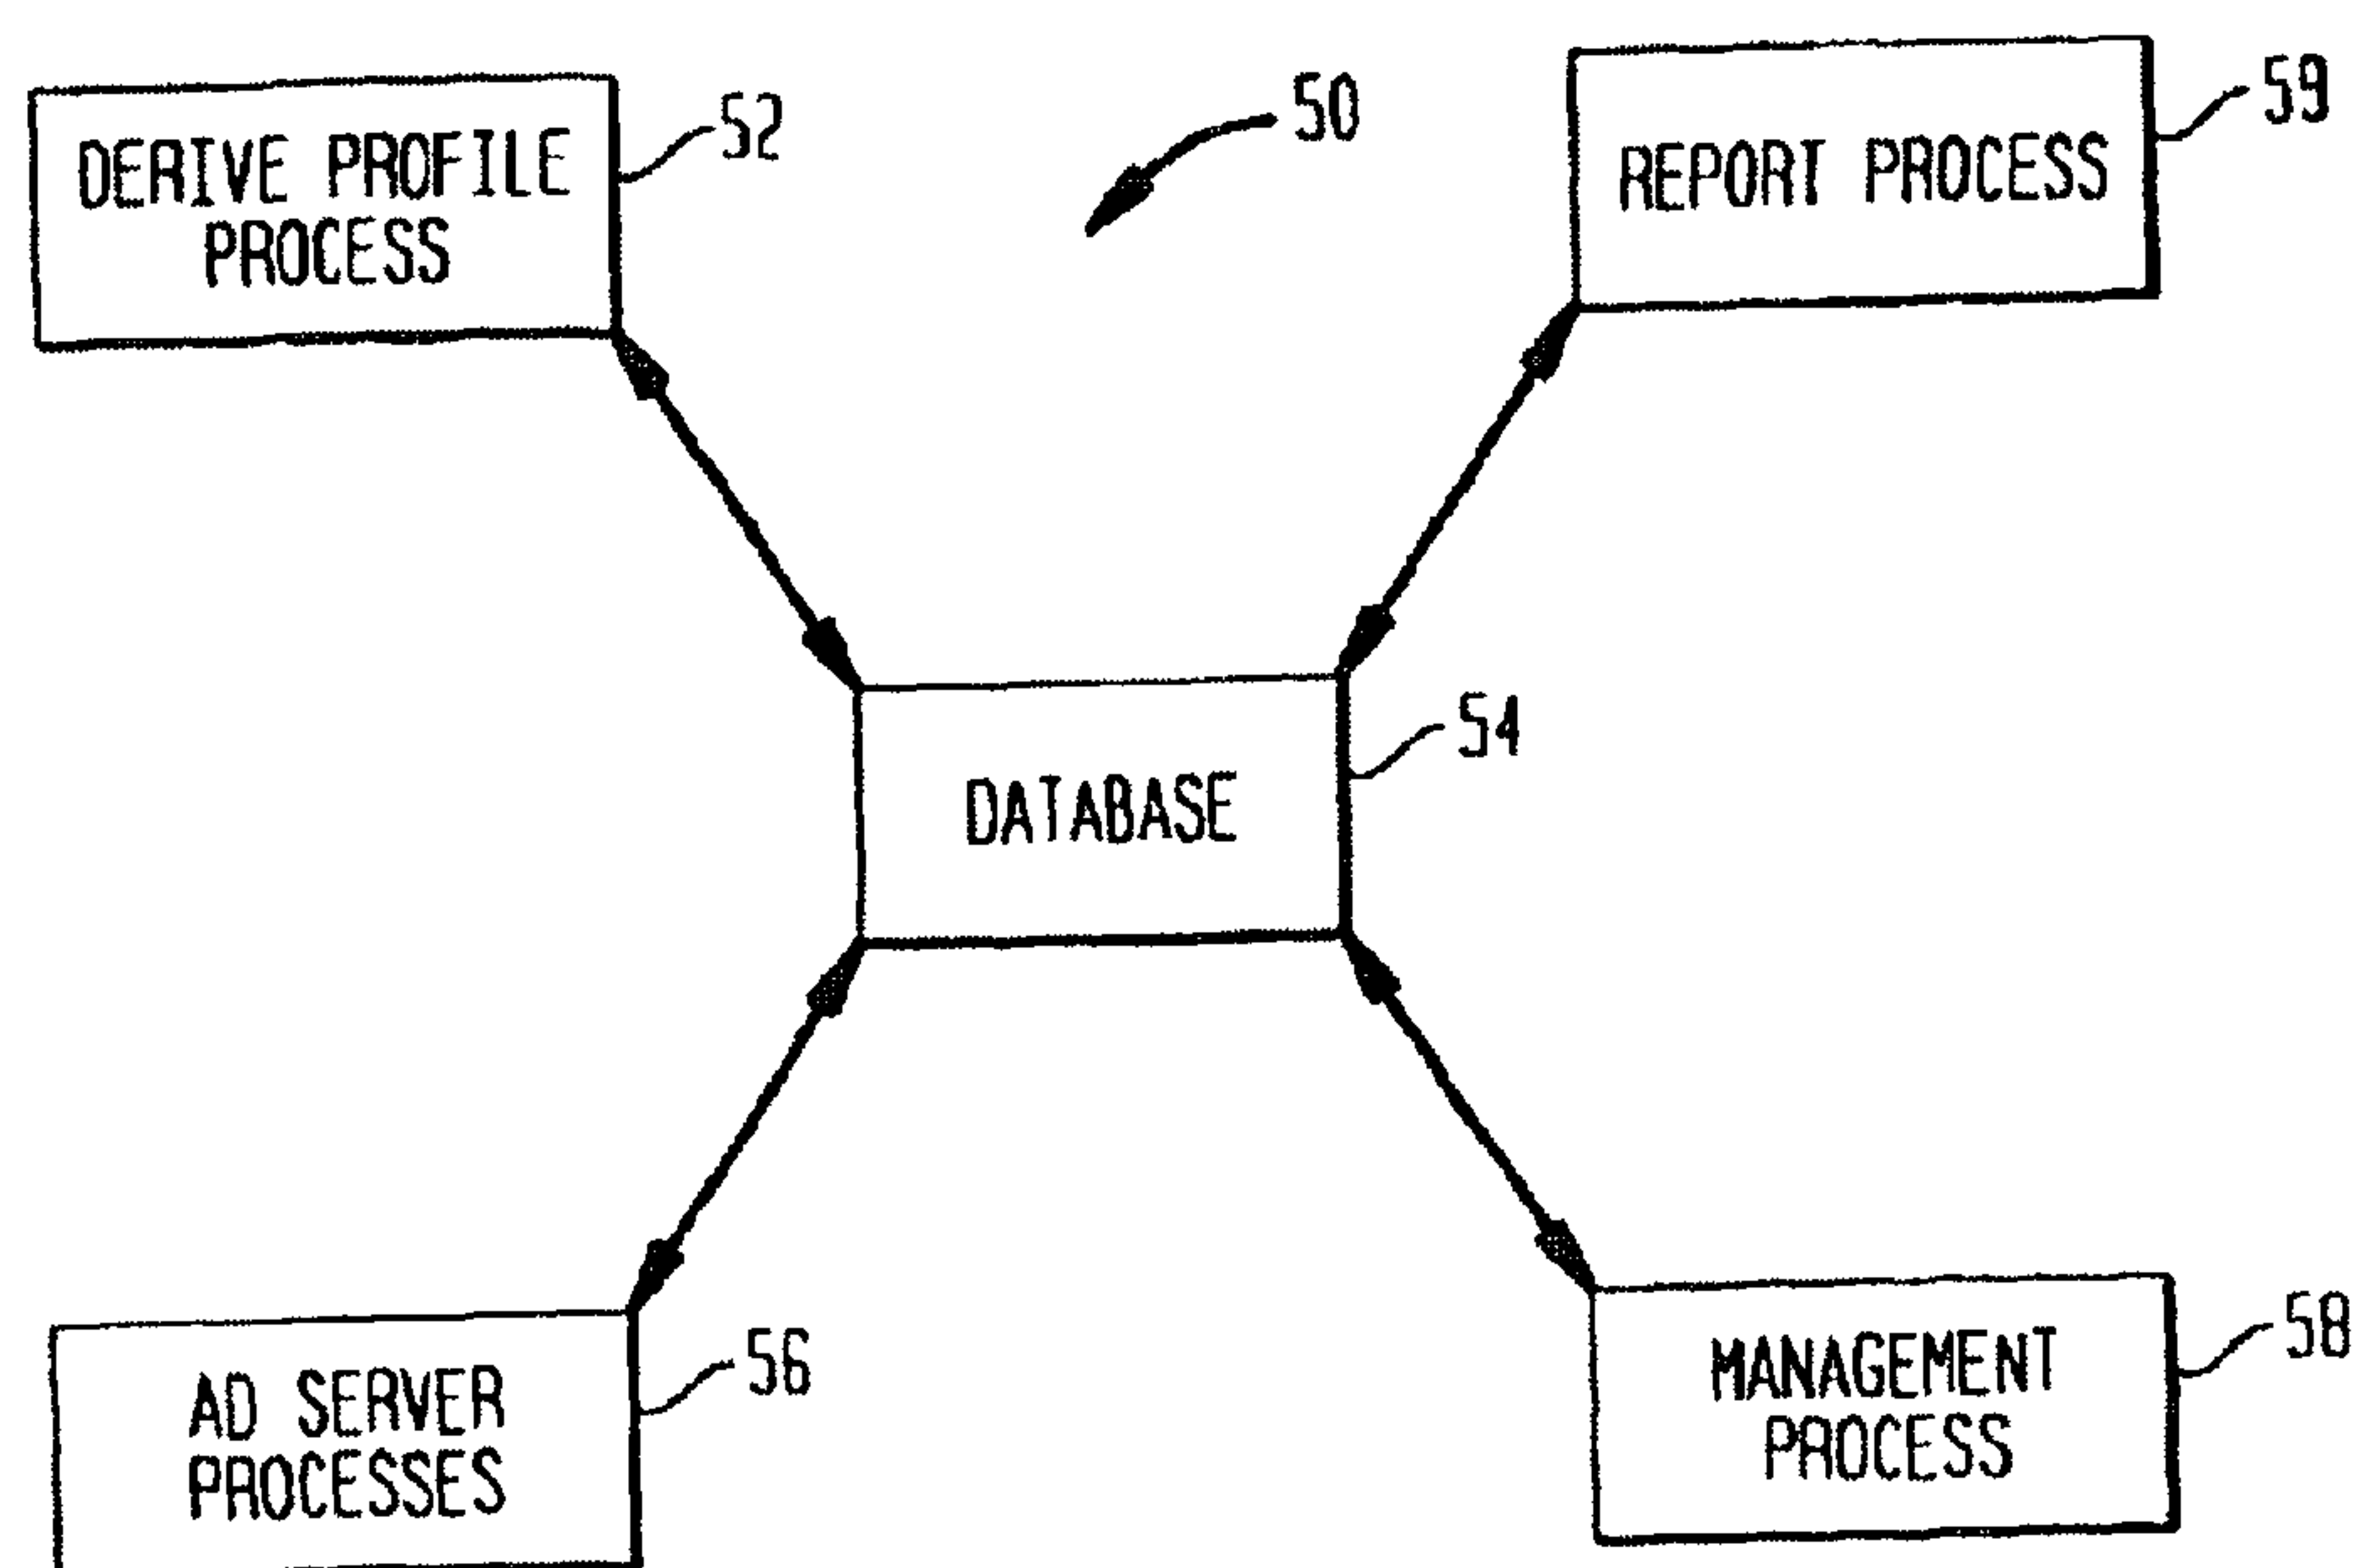 DERIVE PROFILE
PROCESS
52
50
REPORT PROCESS
59
DATABASE
54
AD SERVER
PROCESSES
56
MANAGEMENT
PROCESS
58